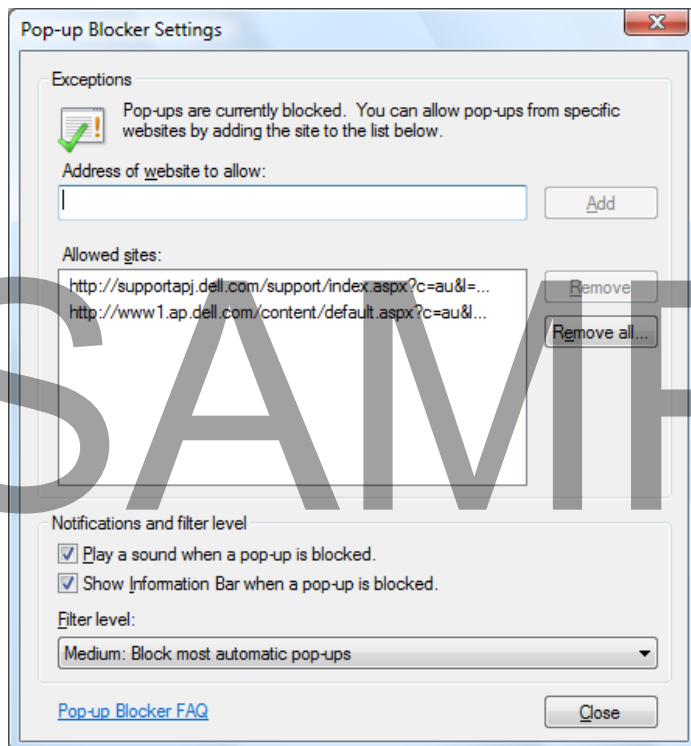 Pop-up Blocker Settings
Exceptions
Pop-ups are currently blocked. You can allow pop-ups from specific
websites by adding the site to the list below.
Address of website to allow:
Add
Allowed sites:
http://supportapj.dell.com/support/index.aspx?c=au&l=...
Remove
http://www1.ap.dell.com/content/default.aspx?c=au&l...
Remove all...
Notifications and filter level
Play a sound when a pop-up is blocked.
Show Information Bar when a pop-up is blocked.
Filter level:
Medium: Block most automatic pop-ups
Pop-up Blocker FAQ
Close